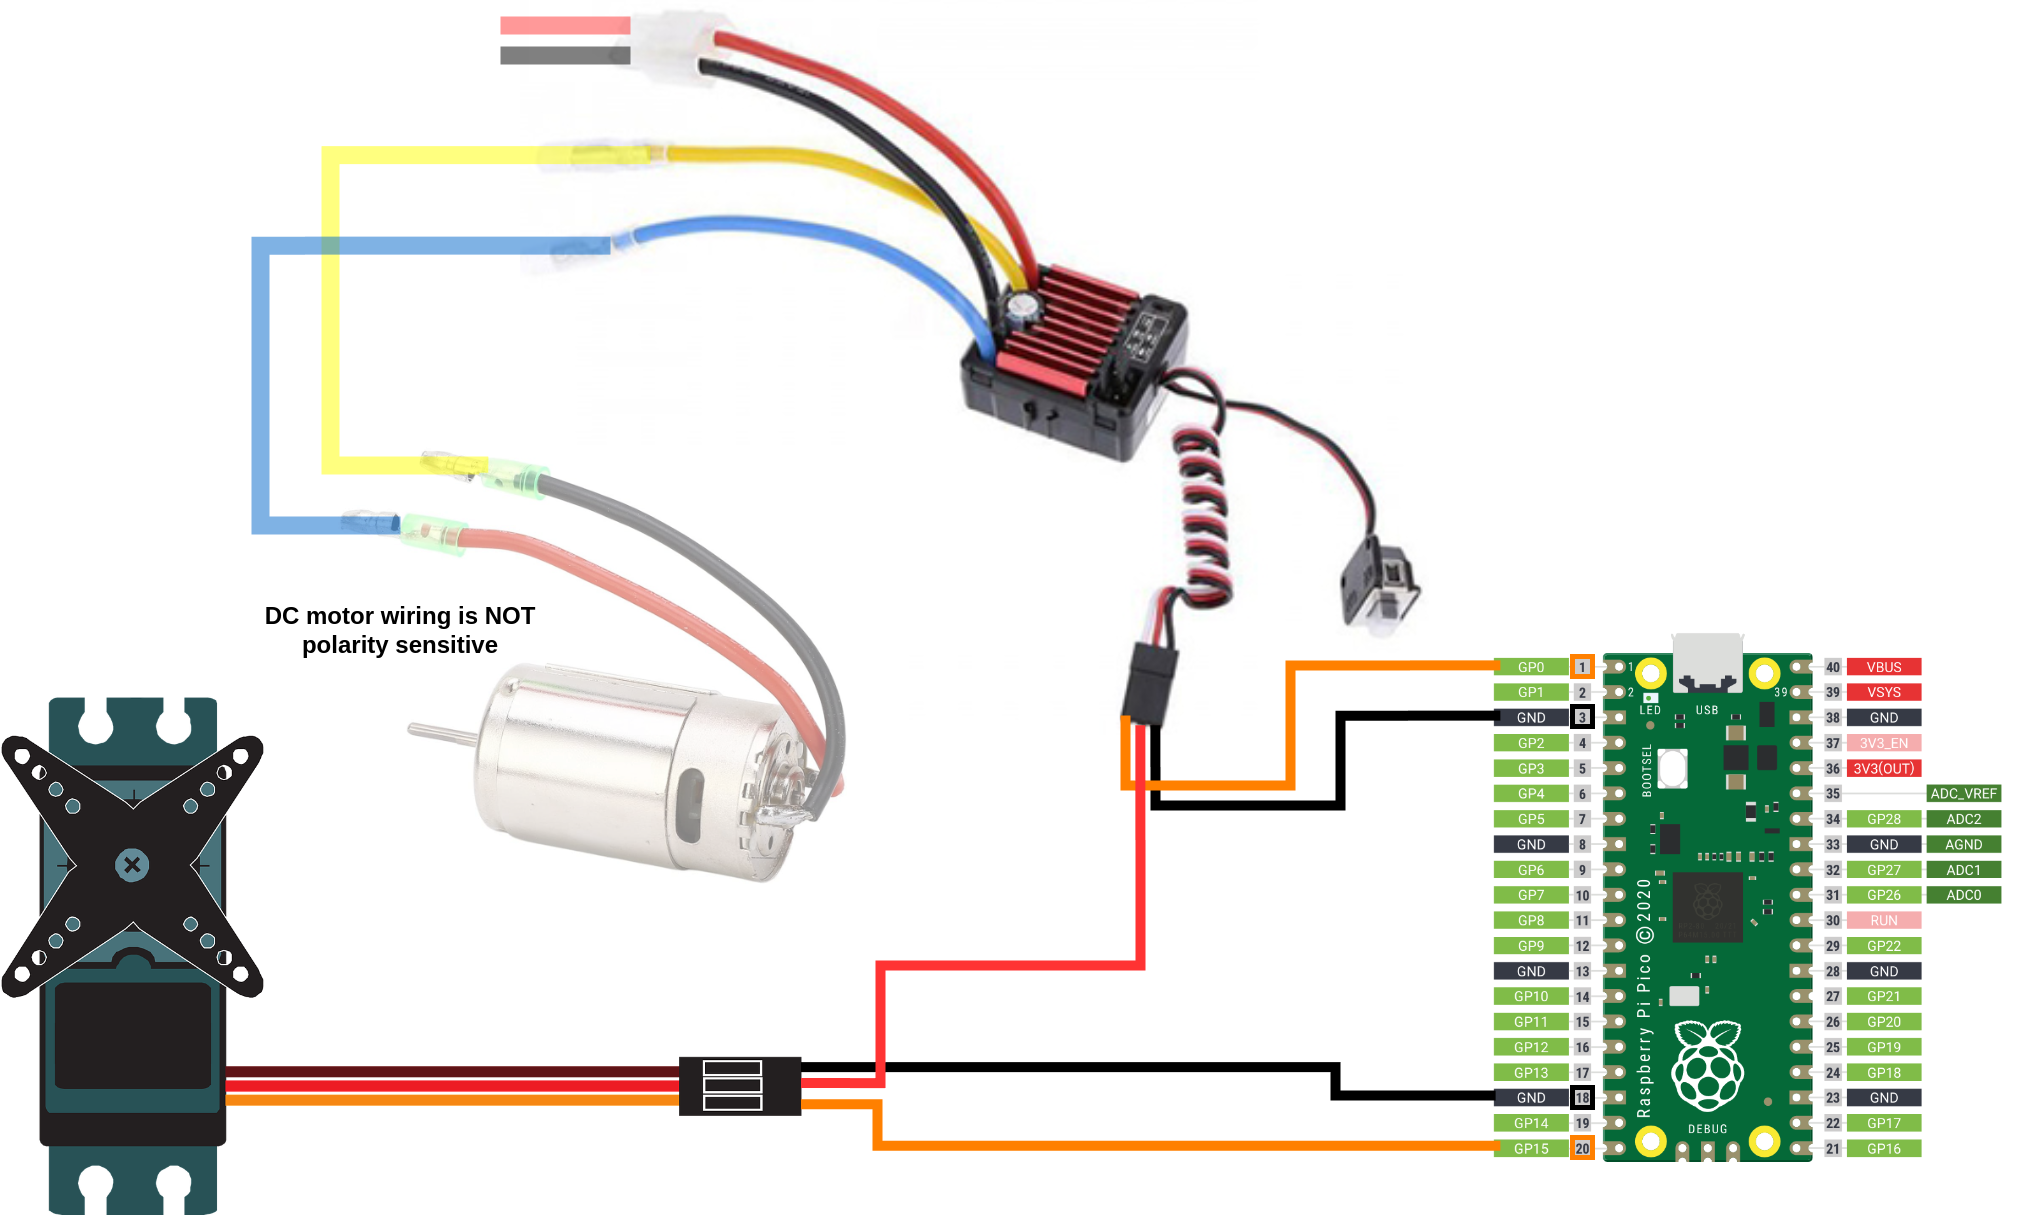 DC motor wiring is NOT
polarity sensitive
GP0 1 1 40 VBUS
GP1 2 2 39 39 VSYS
LED USB
GND 3 38 GND
GP2 4 37 3V3_EN
GP3 5 36 3V3(OUT)
BOOTSEL
GP4 6 35 ADC_VREF
GP5 7 34 GP28 ADC2
GND 8 33 GND AGND
GP6 9 32 GP27 ADC1
GP7 10 31 GP26 ADC0
GP8 11 30 RUN
GP9 12 29 GP22
GND 13 28 GND
GP10 14 27 GP21
GP11 15 26 GP20
GP12 16 25 GP19
GP13 17 24 GP18
GND 18 23 GND
GP14 19 22 GP17
GP15 20 21 GP16
Raspberry Pi Pico ©2020
DEBUG